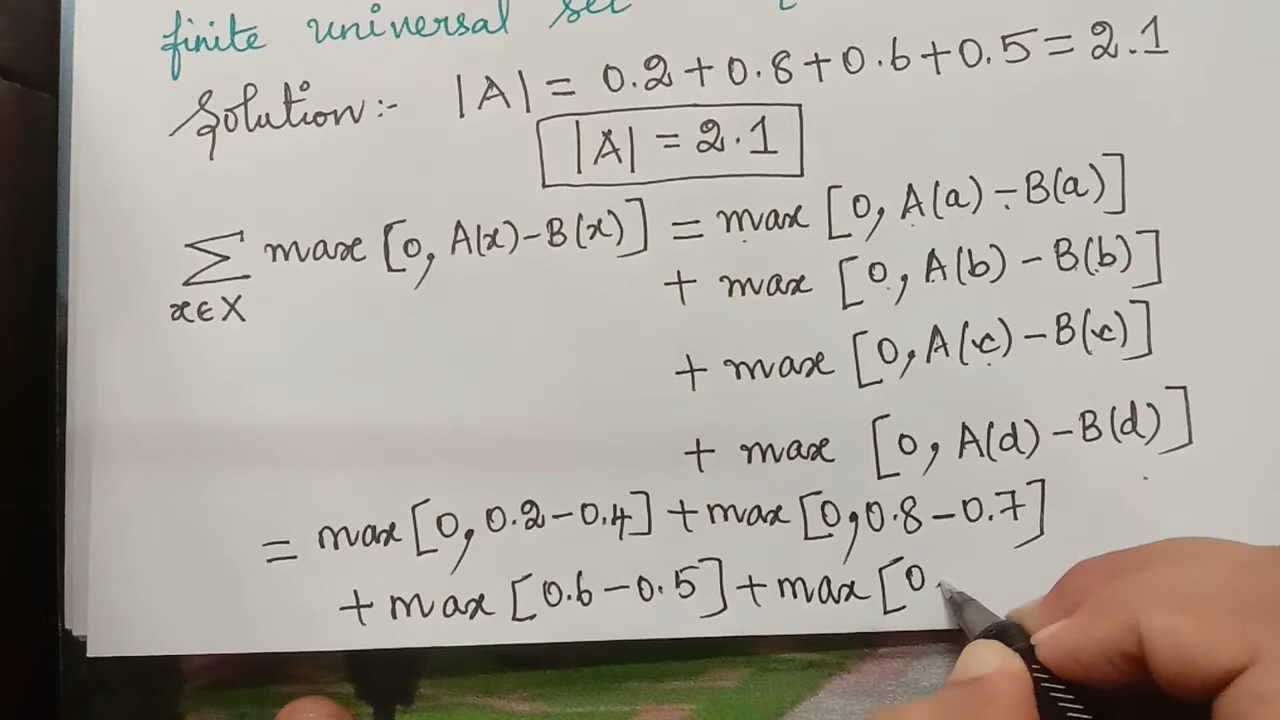 finite universal set
Solution:- |A| = 0.2+0.8+0.6+0.5 = 2.1
|A| = 2.1
∑ max [0, A(x)-B(x)] = max [0, A(a) - B(a)]
x∈X
+ max [0, A(b) - B(b)]
+ max [0, A(c) - B(c)]
+ max [0, A(d) - B(d)]
= max [0, 0.2-0.4] + max [0, 0.8-0.7]
+ max [0.6-0.5] + max [0.